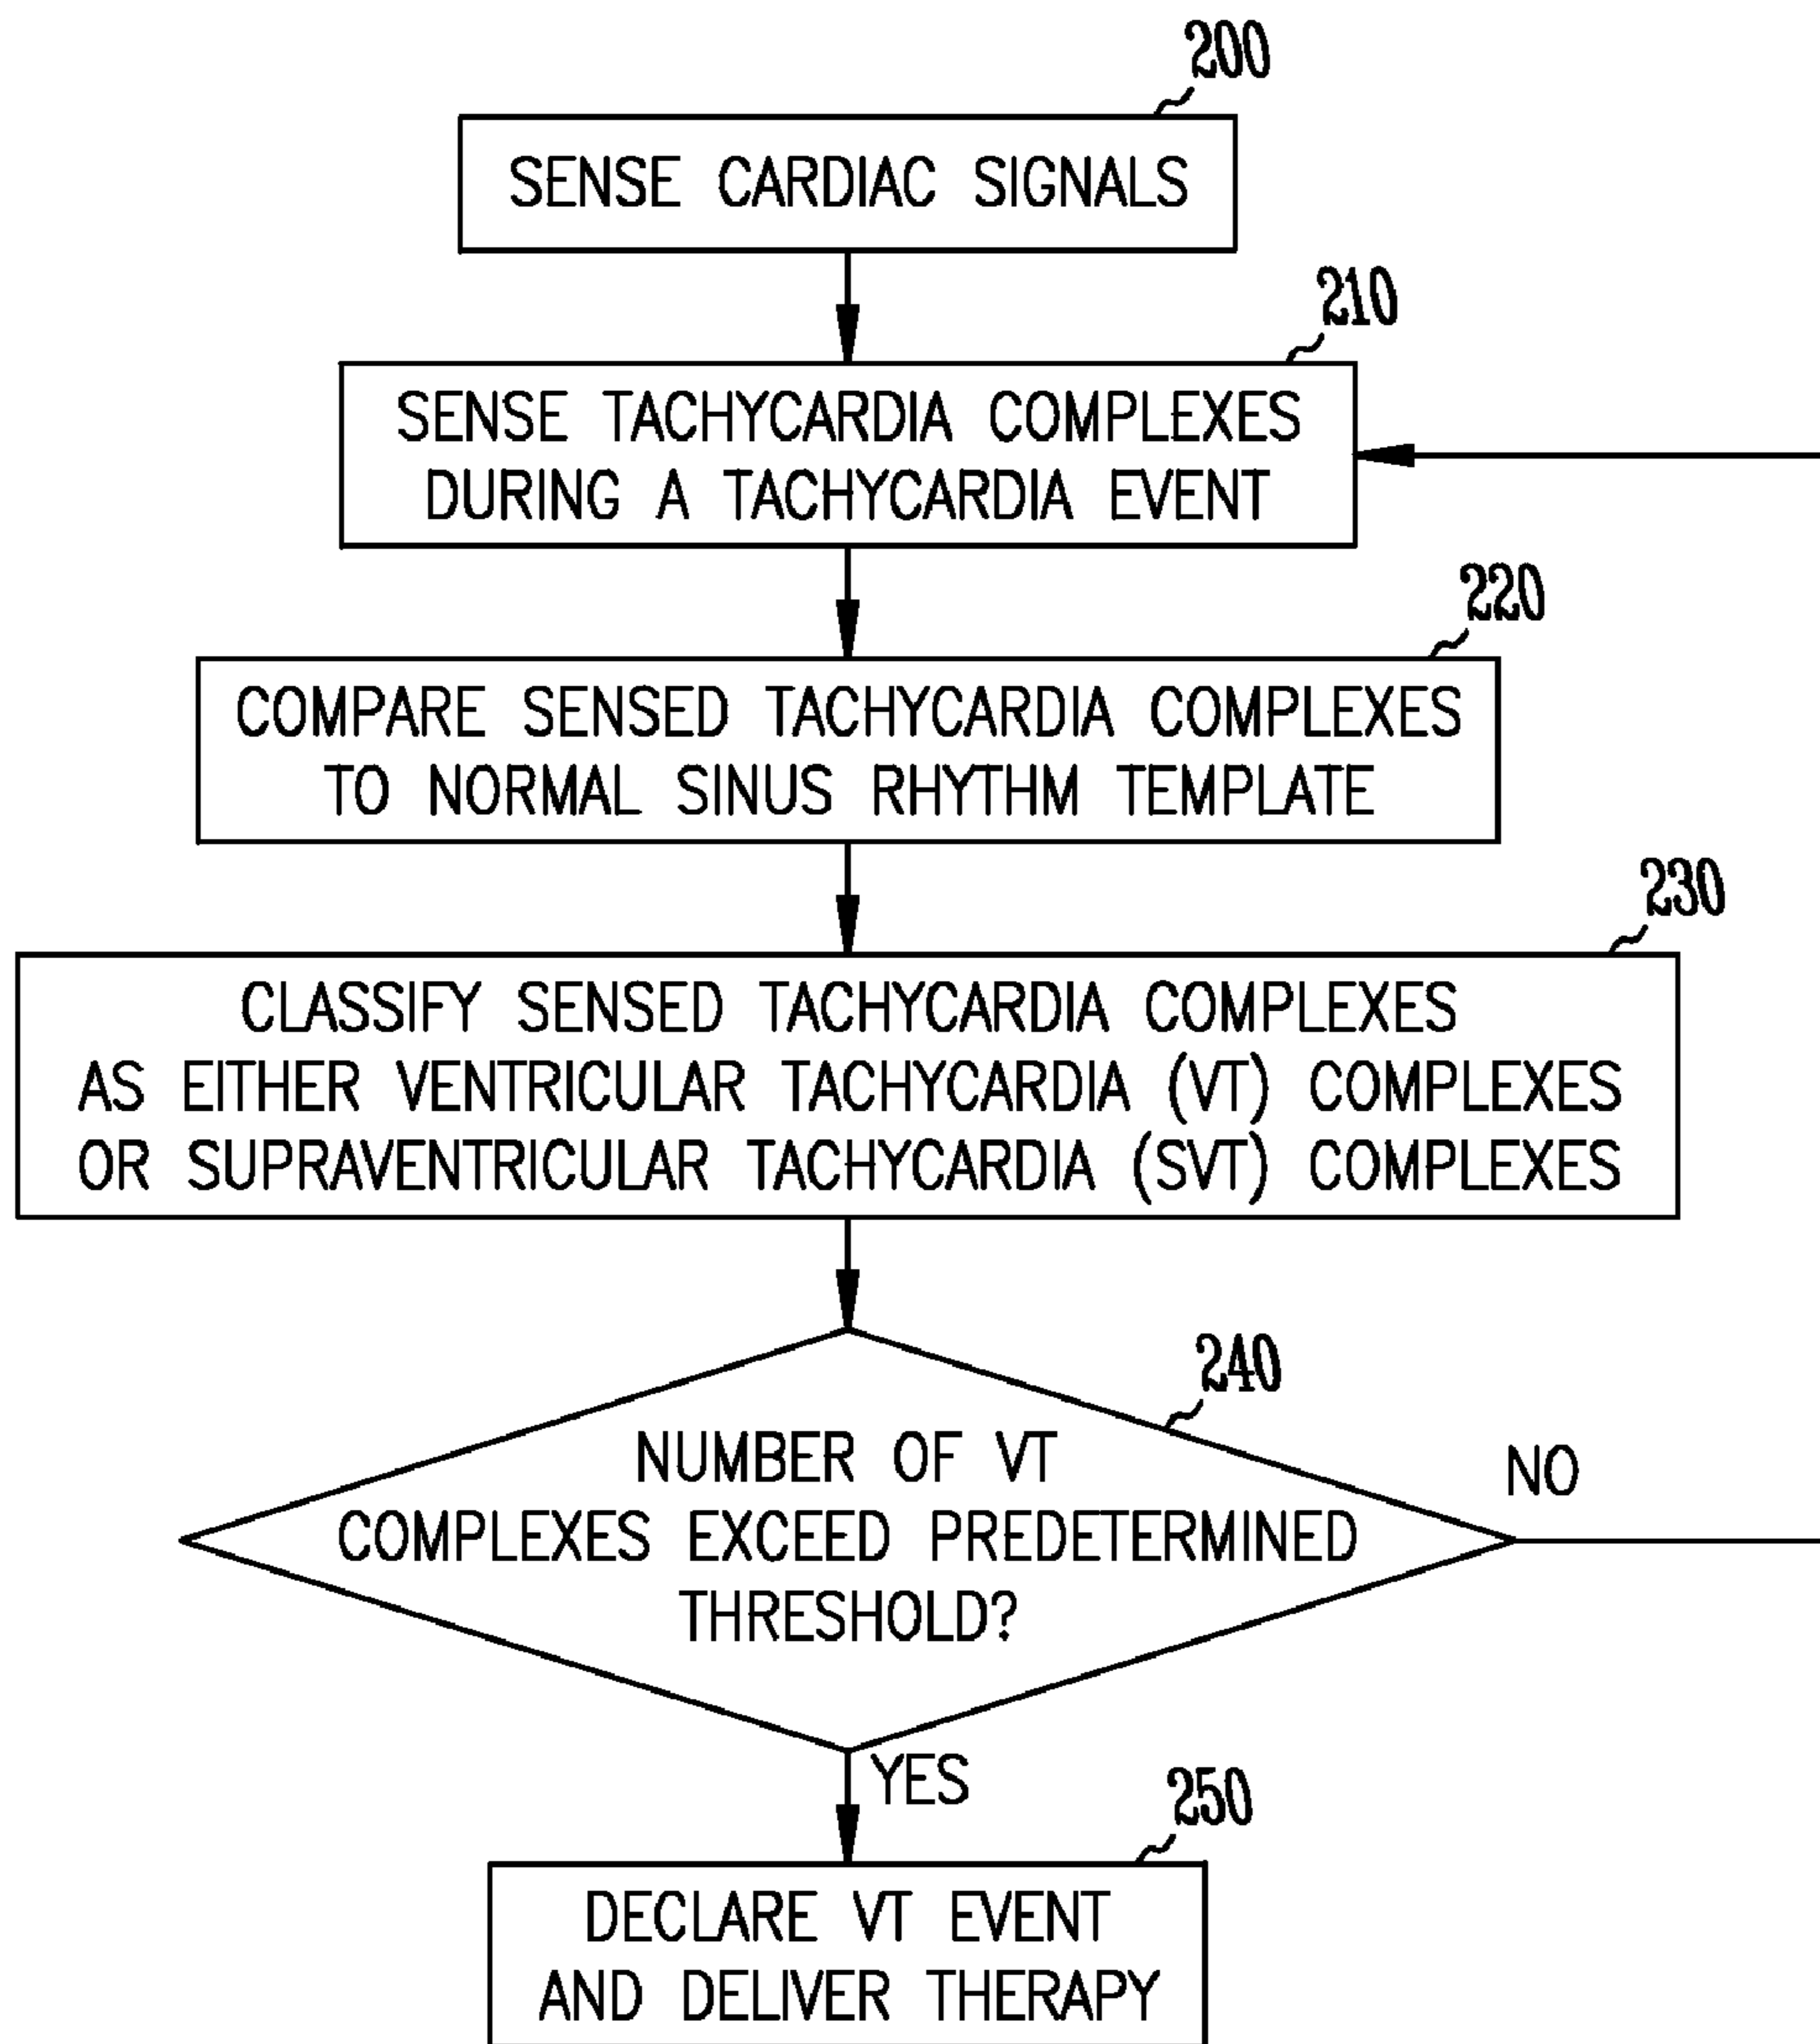 200
SENSE CARDIAC SIGNALS
210
SENSE TACHYCARDIA COMPLEXES
DURING A TACHYCARDIA EVENT
220
COMPARE SENSED TACHYCARDIA COMPLEXES
TO NORMAL SINUS RHYTHM TEMPLATE
230
CLASSIFY SENSED TACHYCARDIA COMPLEXES
AS EITHER VENTRICULAR TACHYCARDIA (VT) COMPLEXES
OR SUPRAVENTRICULAR TACHYCARDIA (SVT) COMPLEXES
240
NUMBER OF VT
COMPLEXES EXCEED PREDETERMINED
THRESHOLD?
NO
YES
250
DECLARE VT EVENT
AND DELIVER THERAPY